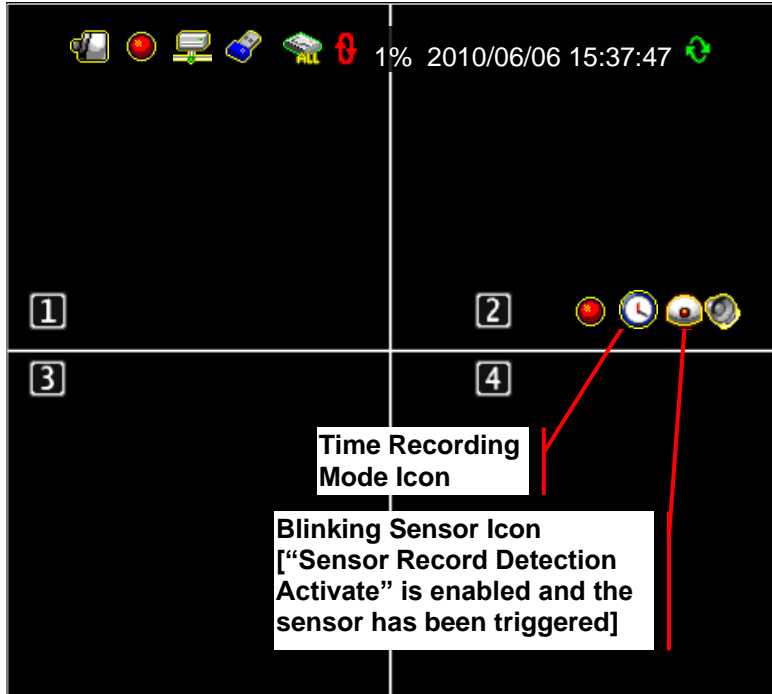 ALL 1% 2010/06/06 15:37:47
1
2
3
4
Time Recording
Mode Icon
Blinking Sensor Icon
[“Sensor Record Detection
Activate” is enabled and the
sensor has been triggered]